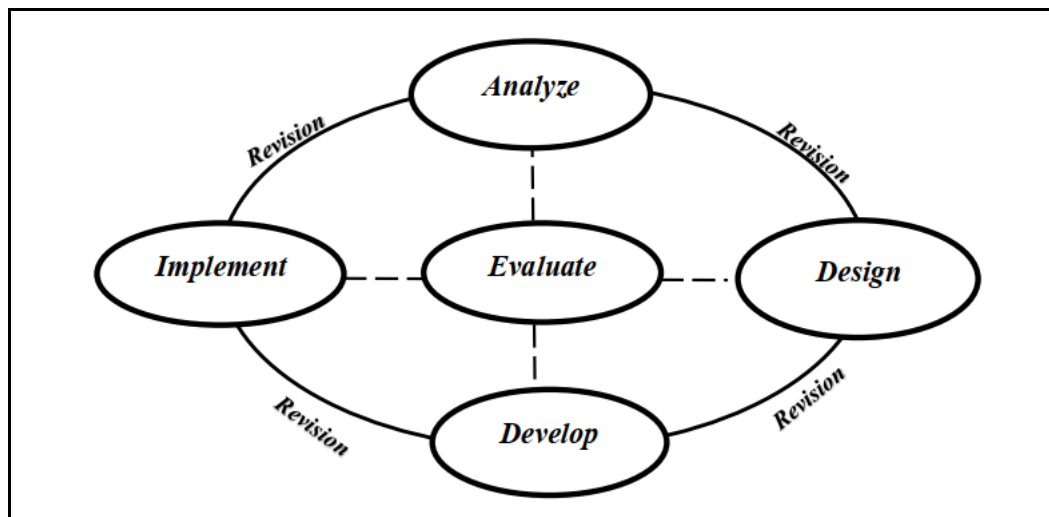 Analyze
Revision
Revision
Implement
Evaluate
Design
Revision
Revision
Develop